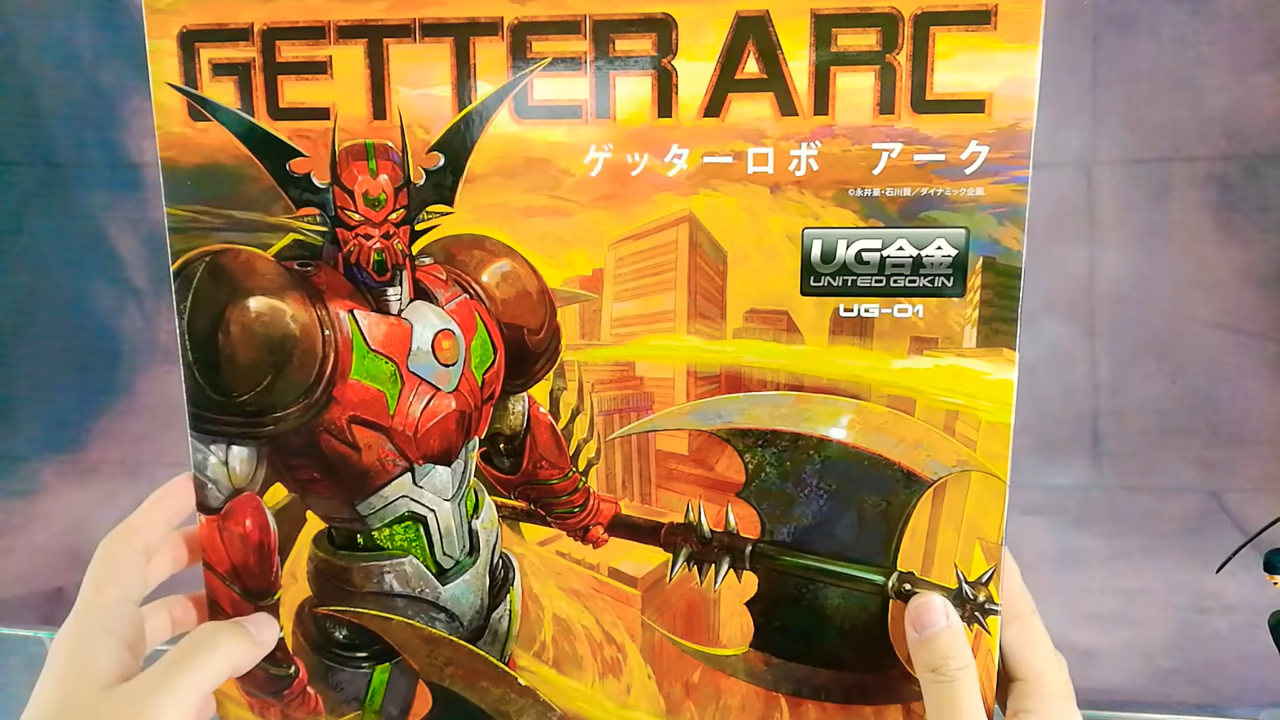 GETTER ARC
ゲッターロボ アーク
©永井豪・石川賢/ダイナミック企画
UG合金
UNITED GOKIN
UG-01